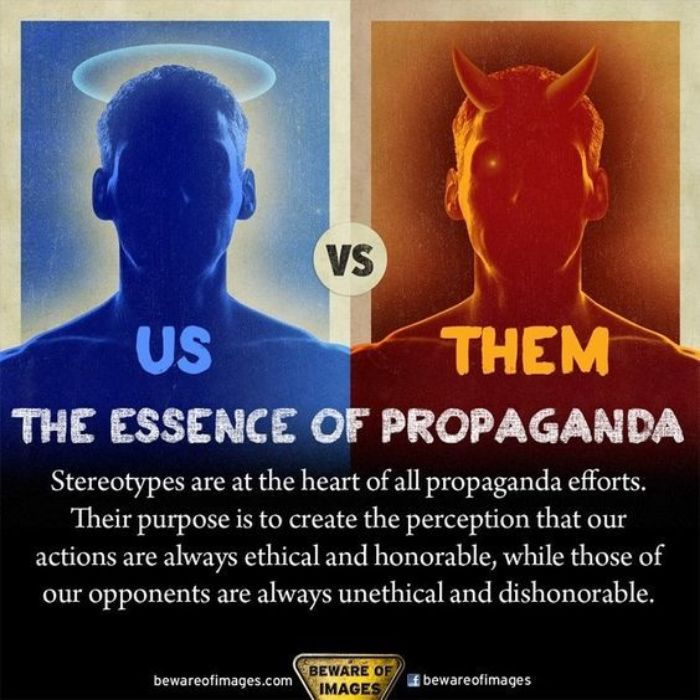 VS
US
THEM
THE ESSENCE OF PROPAGANDA
Stereotypes are at the heart of all propaganda efforts.
Their purpose is to create the perception that our
actions are always ethical and honorable, while those of
our opponents are always unethical and dishonorable.
bewareofimages.com
BEWARE OF
IMAGES
f bewareofimages